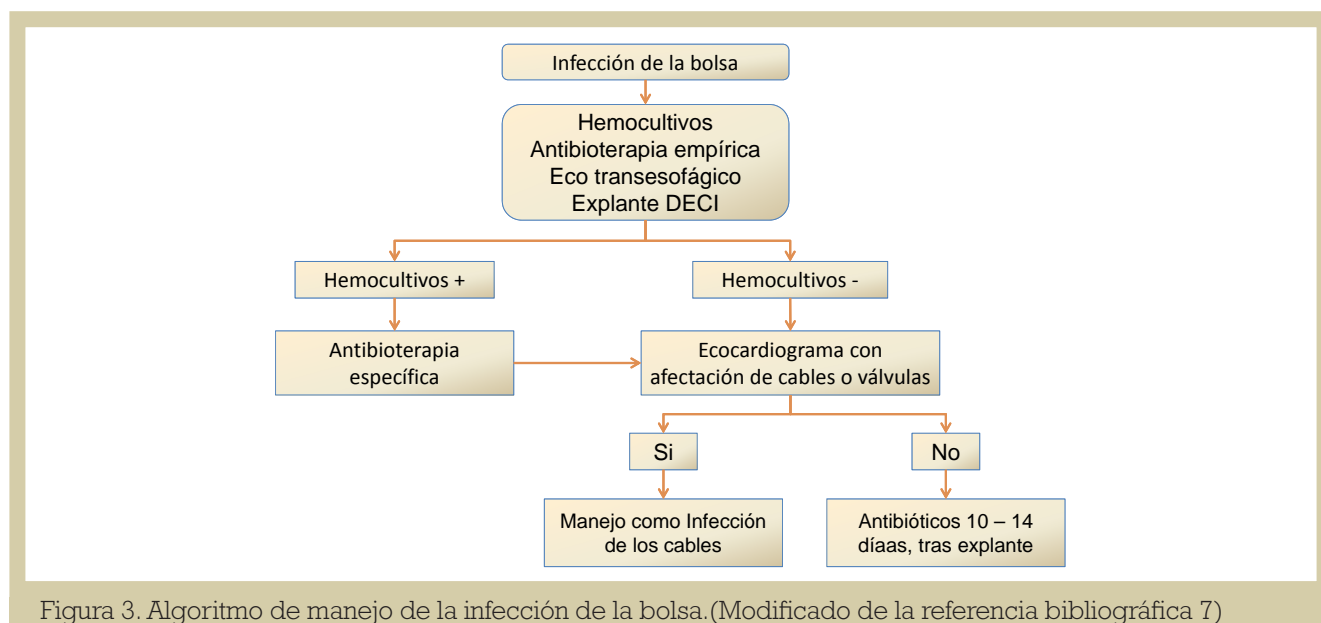 Infección de la bolsa
Hemocultivos
Antibioterapia empírica
Eco transesofágico
Explante DECI
Hemocultivos +
Hemocultivos -
Antibioterapia
específica
Ecocardiograma con
afectación de cables o válvulas
Si
No
Manejo como Infección
de los cables
Antibióticos 10 – 14
díaas, tras explante
Figura 3. Algoritmo de manejo de la infección de la bolsa.(Modificado de la referencia bibliográfica 7)